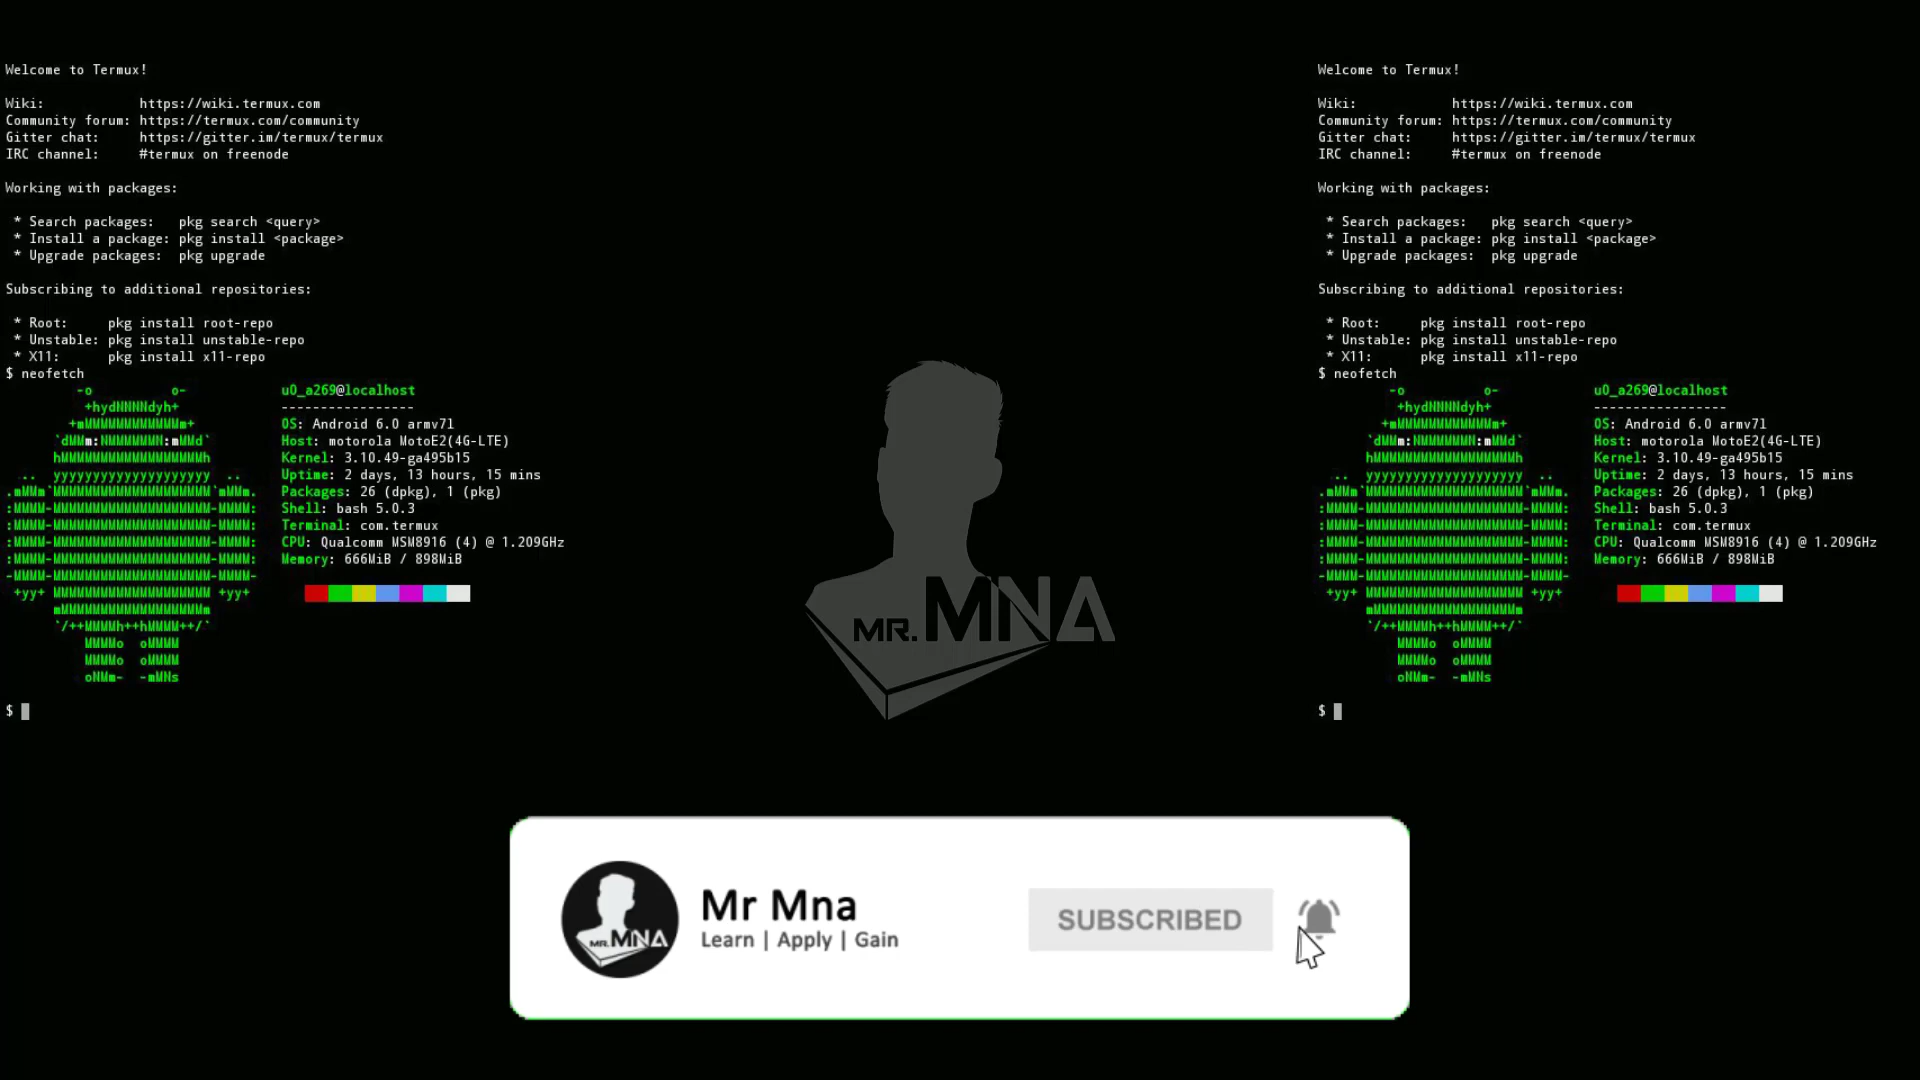 Welcome to Termux!
Wiki: https://wiki.termux.com
Community forum: https://termux.com/community
Gitter chat: https://gitter.im/termux/termux
IRC channel: #termux on freenode
Working with packages:
* Search packages: pkg search <query>
* Install a package: pkg install <package>
* Upgrade packages: pkg upgrade
Subscribing to additional repositories:
* Root: pkg install root-repo
* Unstable: pkg install unstable-repo
* X11: pkg install x11-repo
$ neofetch
u0_a269@localhost
-----------------
OS: Android 6.0 armv7l
Host: motorola MotoE2(4G-LTE)
Kernel: 3.10.49-ga495b15
Uptime: 2 days, 13 hours, 15 mins
Packages: 26 (dpkg), 1 (pkg)
Shell: bash 5.0.3
Terminal: com.termux
CPU: Qualcomm MSM8916 (4) @ 1.209GHz
Memory: 666MiB / 898MiB
$
MR. MNA
Welcome to Termux!
Wiki: https://wiki.termux.com
Community forum: https://termux.com/community
Gitter chat: https://gitter.im/termux/termux
IRC channel: #termux on freenode
Working with packages:
* Search packages: pkg search <query>
* Install a package: pkg install <package>
* Upgrade packages: pkg upgrade
Subscribing to additional repositories:
* Root: pkg install root-repo
* Unstable: pkg install unstable-repo
* X11: pkg install x11-repo
$ neofetch
u0_a269@localhost
-----------------
OS: Android 6.0 armv7l
Host: motorola MotoE2(4G-LTE)
Kernel: 3.10.49-ga495b15
Uptime: 2 days, 13 hours, 15 mins
Packages: 26 (dpkg), 1 (pkg)
Shell: bash 5.0.3
Terminal: com.termux
CPU: Qualcomm MSM8916 (4) @ 1.209GHz
Memory: 666MiB / 898MiB
$
MR. MNA
Mr Mna
Learn | Apply | Gain
SUBSCRIBED